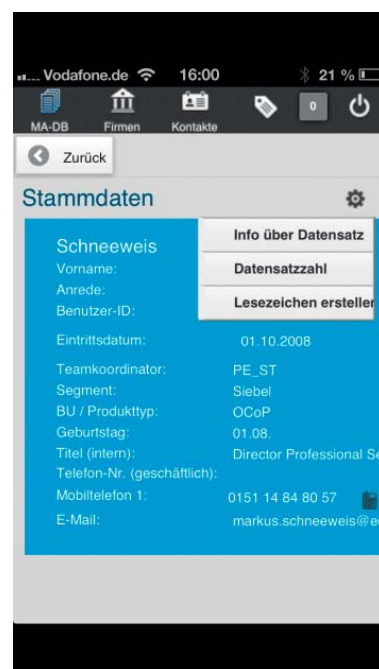 Vodafone.de 16:00 21 %
MA-DB Firmen Kontakte 0
Zurück
Stammdaten
Info über Datensatz
Datensatzzahl
Lesezeichen erstellen
Schneeweis
Vorname:
Anrede:
Benutzer-ID:
Eintrittsdatum: 01.10.2008
Teamkoordinator: PE_ST
Segment: Siebel
BU / Produkttyp: OCoP
Geburtstag: 01.08.
Titel (intern): Director Professional Se
Telefon-Nr. (geschäftlich):
Mobiltelefon 1: 0151 14 84 80 57
E-Mail: markus.schneeweis@e